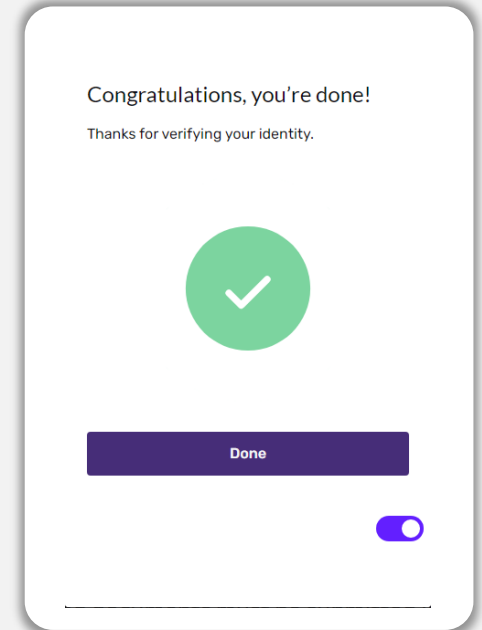 Congratulations, you’re done!
Thanks for verifying your identity.
Done